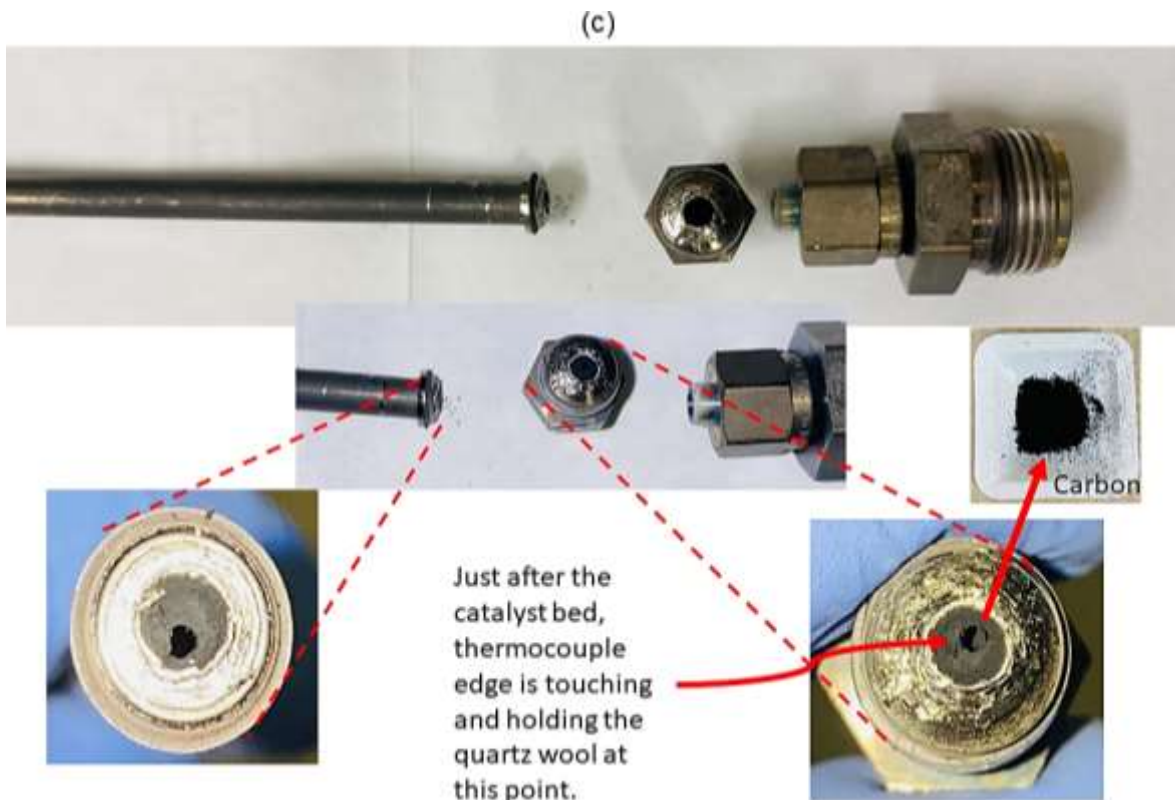 (c)
Carbon
Just after the
catalyst bed,
thermocouple
edge is touching
and holding the
quartz wool at
this point.